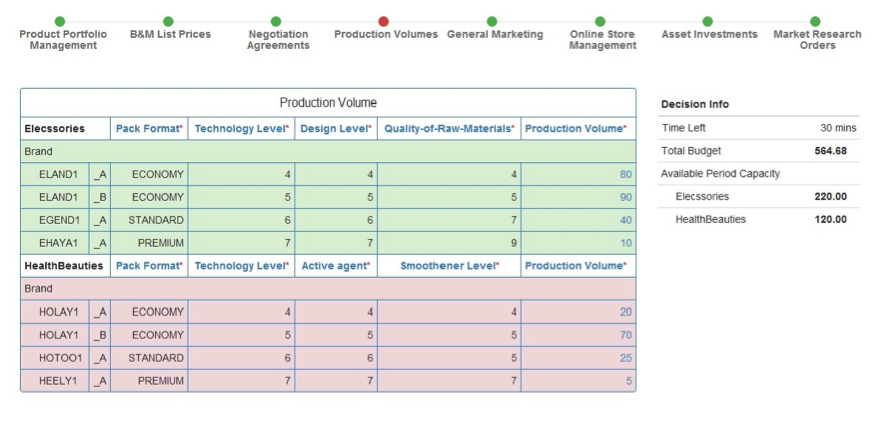 Product Portfolio Management
B&M List Prices
Negotiation Agreements
Production Volumes
General Marketing
Online Store Management
Asset Investments
Market Research Orders
Production Volume
Elecssories Pack Format* Technology Level* Design Level* Quality-of-Raw-Materials* Production Volume*
Brand
ELAND1 _A ECONOMY 4 4 4 80
ELAND1 _B ECONOMY 5 5 5 90
EGEND1 _A STANDARD 6 6 7 40
EHAYA1 _A PREMIUM 7 7 9 10
HealthBeauties Pack Format* Technology Level* Active agent* Smoothener Level* Production Volume*
Brand
HOLAY1 _A ECONOMY 4 4 4 20
HOLAY1 _B ECONOMY 5 5 5 70
HOTOO1 _A STANDARD 6 6 5 25
HEELY1 _A PREMIUM 7 7 7 5
Decision Info
Time Left 30 mins
Total Budget 564.68
Available Period Capacity
Elecssories 220.00
HealthBeauties 120.00